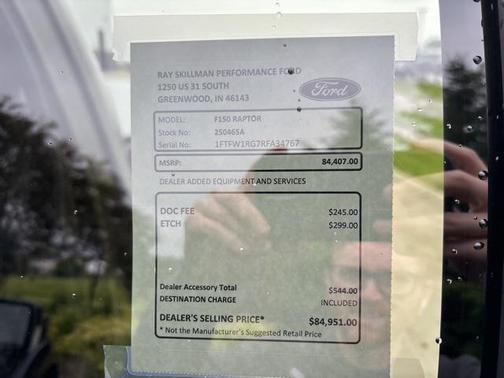 RAY SKILLMAN PERFORMANCE FORD
1250 US 31 SOUTH
GREENWOOD, IN 46143
Ford
MODEL: F150 RAPTOR
Stock No: 25046SA
Serial No: 1FTFW1RG7RFA34767
MSRP: 84,407.00
DEALER ADDED EQUIPMENT AND SERVICES
DOC FEE $245.00
ETCH $299.00
Dealer Accessory Total $544.00
DESTINATION CHARGE INCLUDED
DEALER'S SELLING PRICE* $84,951.00
* Not the Manufacturer's Suggested Retail Price